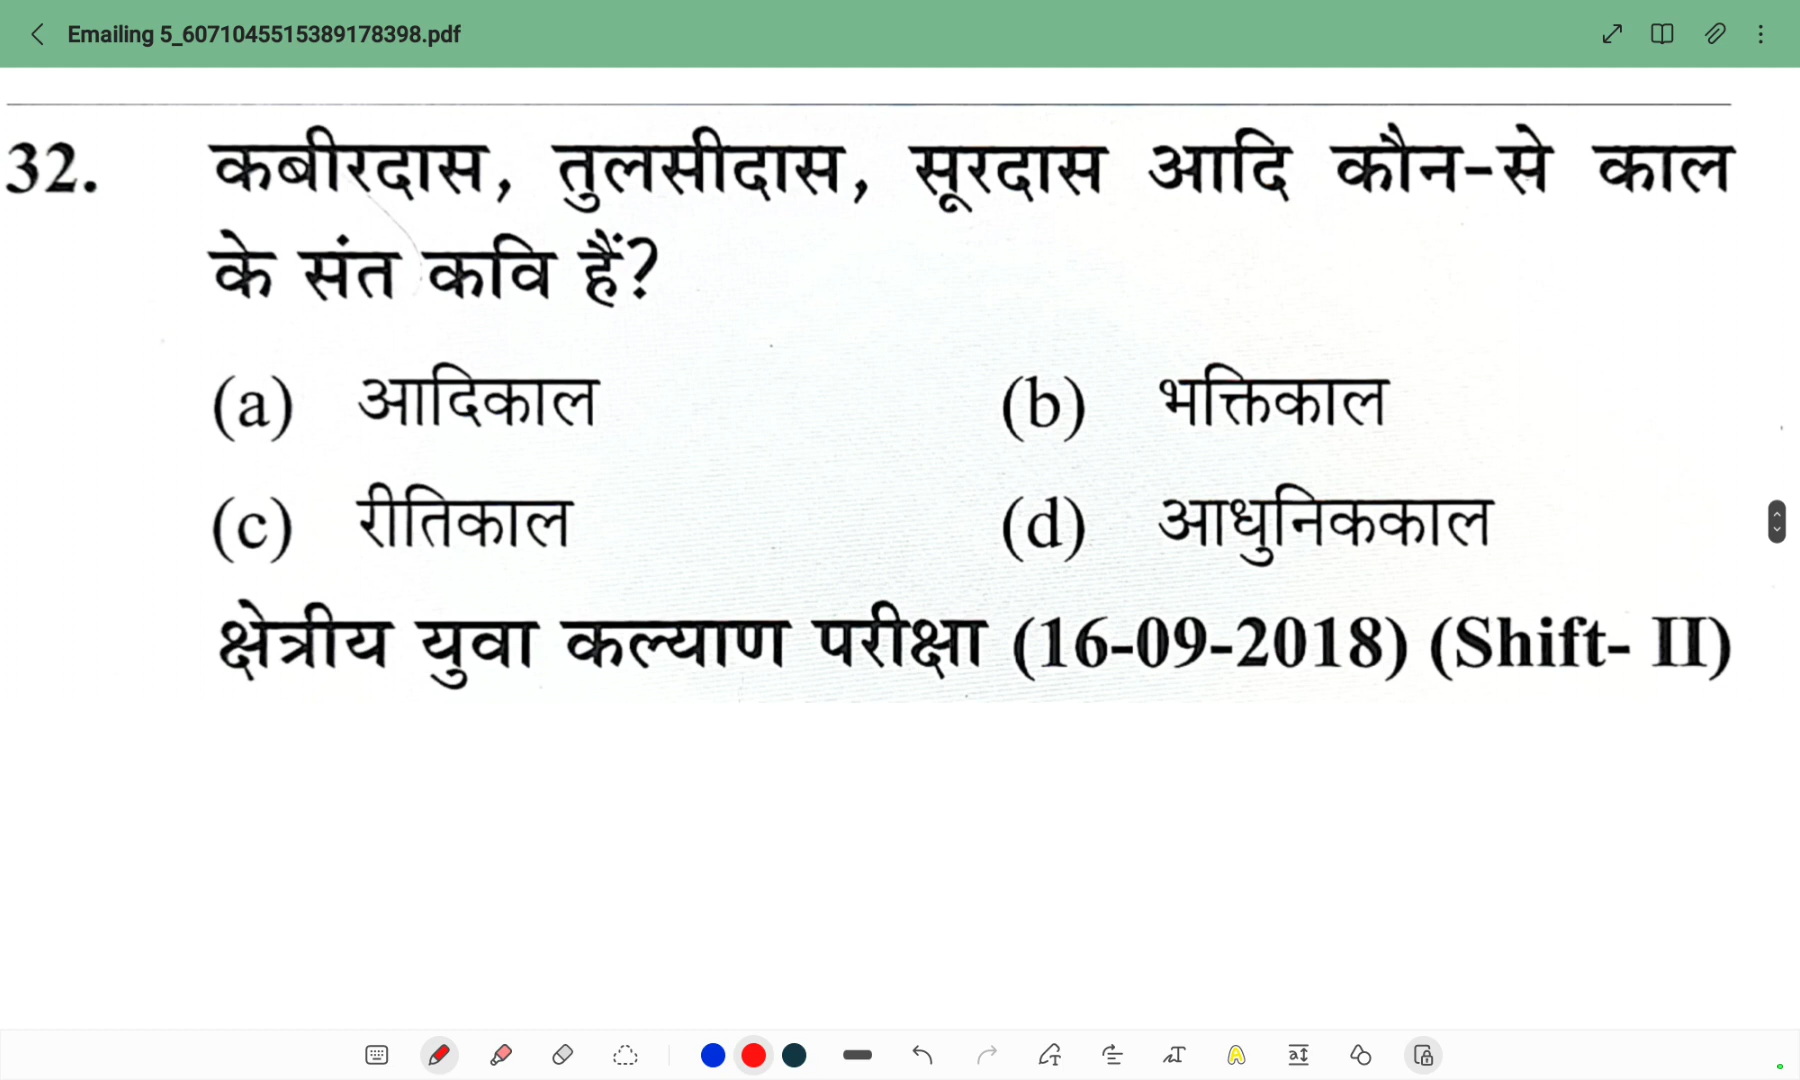 Emailing 5_6071045515389178398.pdf
32. कबीरदास, तुलसीदास, सूरदास आदि कौन-से काल
के संत कवि हैं?
(a) आदिकाल (b) भक्तिकाल
(c) रीतिकाल (d) आधुनिककाल
क्षेत्रीय युवा कल्याण परीक्षा (16-09-2018) (Shift- II)